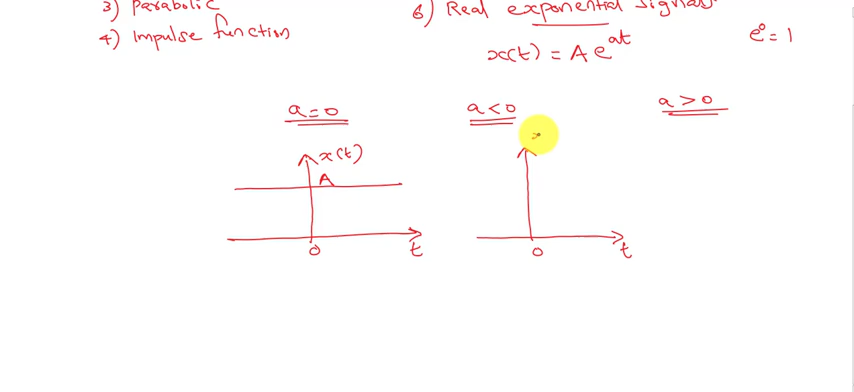 3) Parabolic
4) Impulse function
6) Real exponential signals
x(t) = A e^at
e^0 = 1
a = 0
a < 0
a > 0
x(t)
A
0
t
0
t